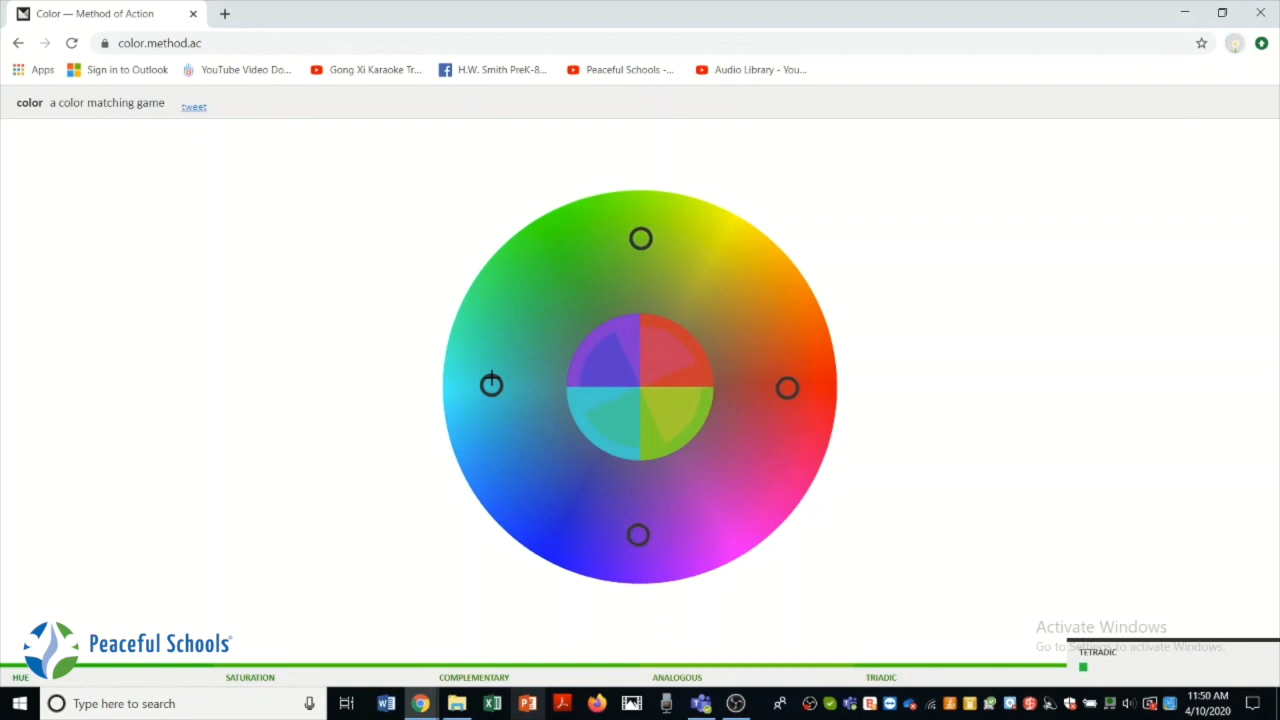 Color — Method of Action
color.method.ac
Apps Sign in to Outlook YouTube Video Do... Gong Xi Karaoke Tr... H.W. Smith PreK-8... Peaceful Schools -... Audio Library - You...
color a color matching game tweet
Activate Windows
Go to Settings to activate Windows.
Peaceful Schools®
TETRADIC
HUE SATURATION COMPLEMENTARY ANALOGOUS TRIADIC
Type here to search
11:50 AM
4/10/2020